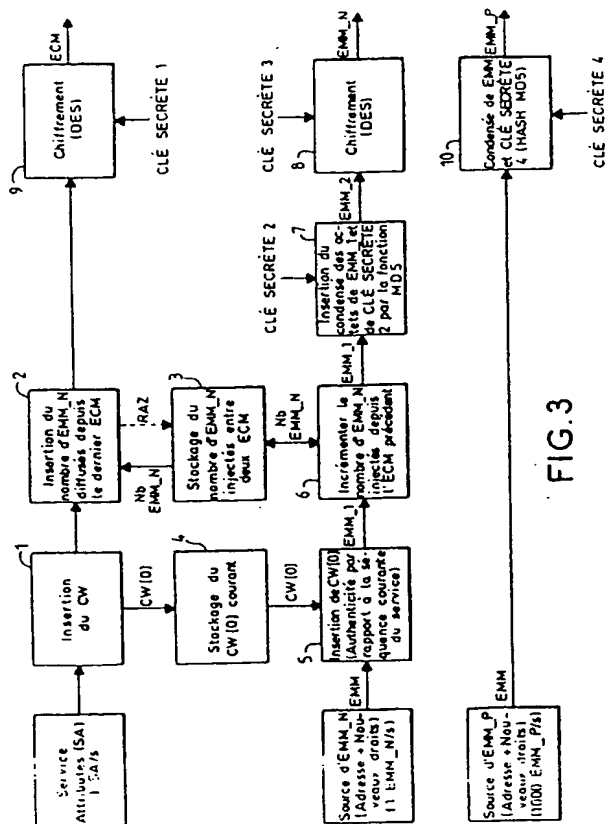 Service
Attributes (SA)
1 SA/s
1
Insertion
du CW
2
Insertion du
nombre d'EMM_N
diffusés depuis
le dernier ECM
9
Chiffrement
(DES)
ECM
CLÉ SECRÈTE 1
CW(0)
Nb
EMM_N
RAZ
4
Stockage du
CW(0) courant
3
Stockage du
nombre d'EMM_N
injectés entre
deux ECM
CW(0)
Nb
EMM_N
CLÉ SECRÈTE 2
CLÉ SECRÈTE 3
Source d'EMM_N
(Adresse + Nou-
veaux droits)
(1 EMM_N/s)
EMM
5
Insertion de CW(0)
(Authenticité par
rapport à la sé-
quence courante
du service)
EMM_1
6
Incrémenter le
nombre d'EMM_N
injectés depuis
l'ECM précédent
EMM_1
7
Insertion du
condensé des oc-
tets de EMM_1 et
de CLÉ SECRÈTE
2 par la fonction
MD5
EMM_2
8
Chiffrement
(DES)
EMM_N
Source d'EMM_P
(Adresse + Nou-
veaux droits)
(1000 EMM_P/s)
EMM
10
Condensé de EMM
et CLÉ SECRÈTE
4 (HASH MD5)
EMM_P
CLÉ SECRÈTE 4
FIG.3